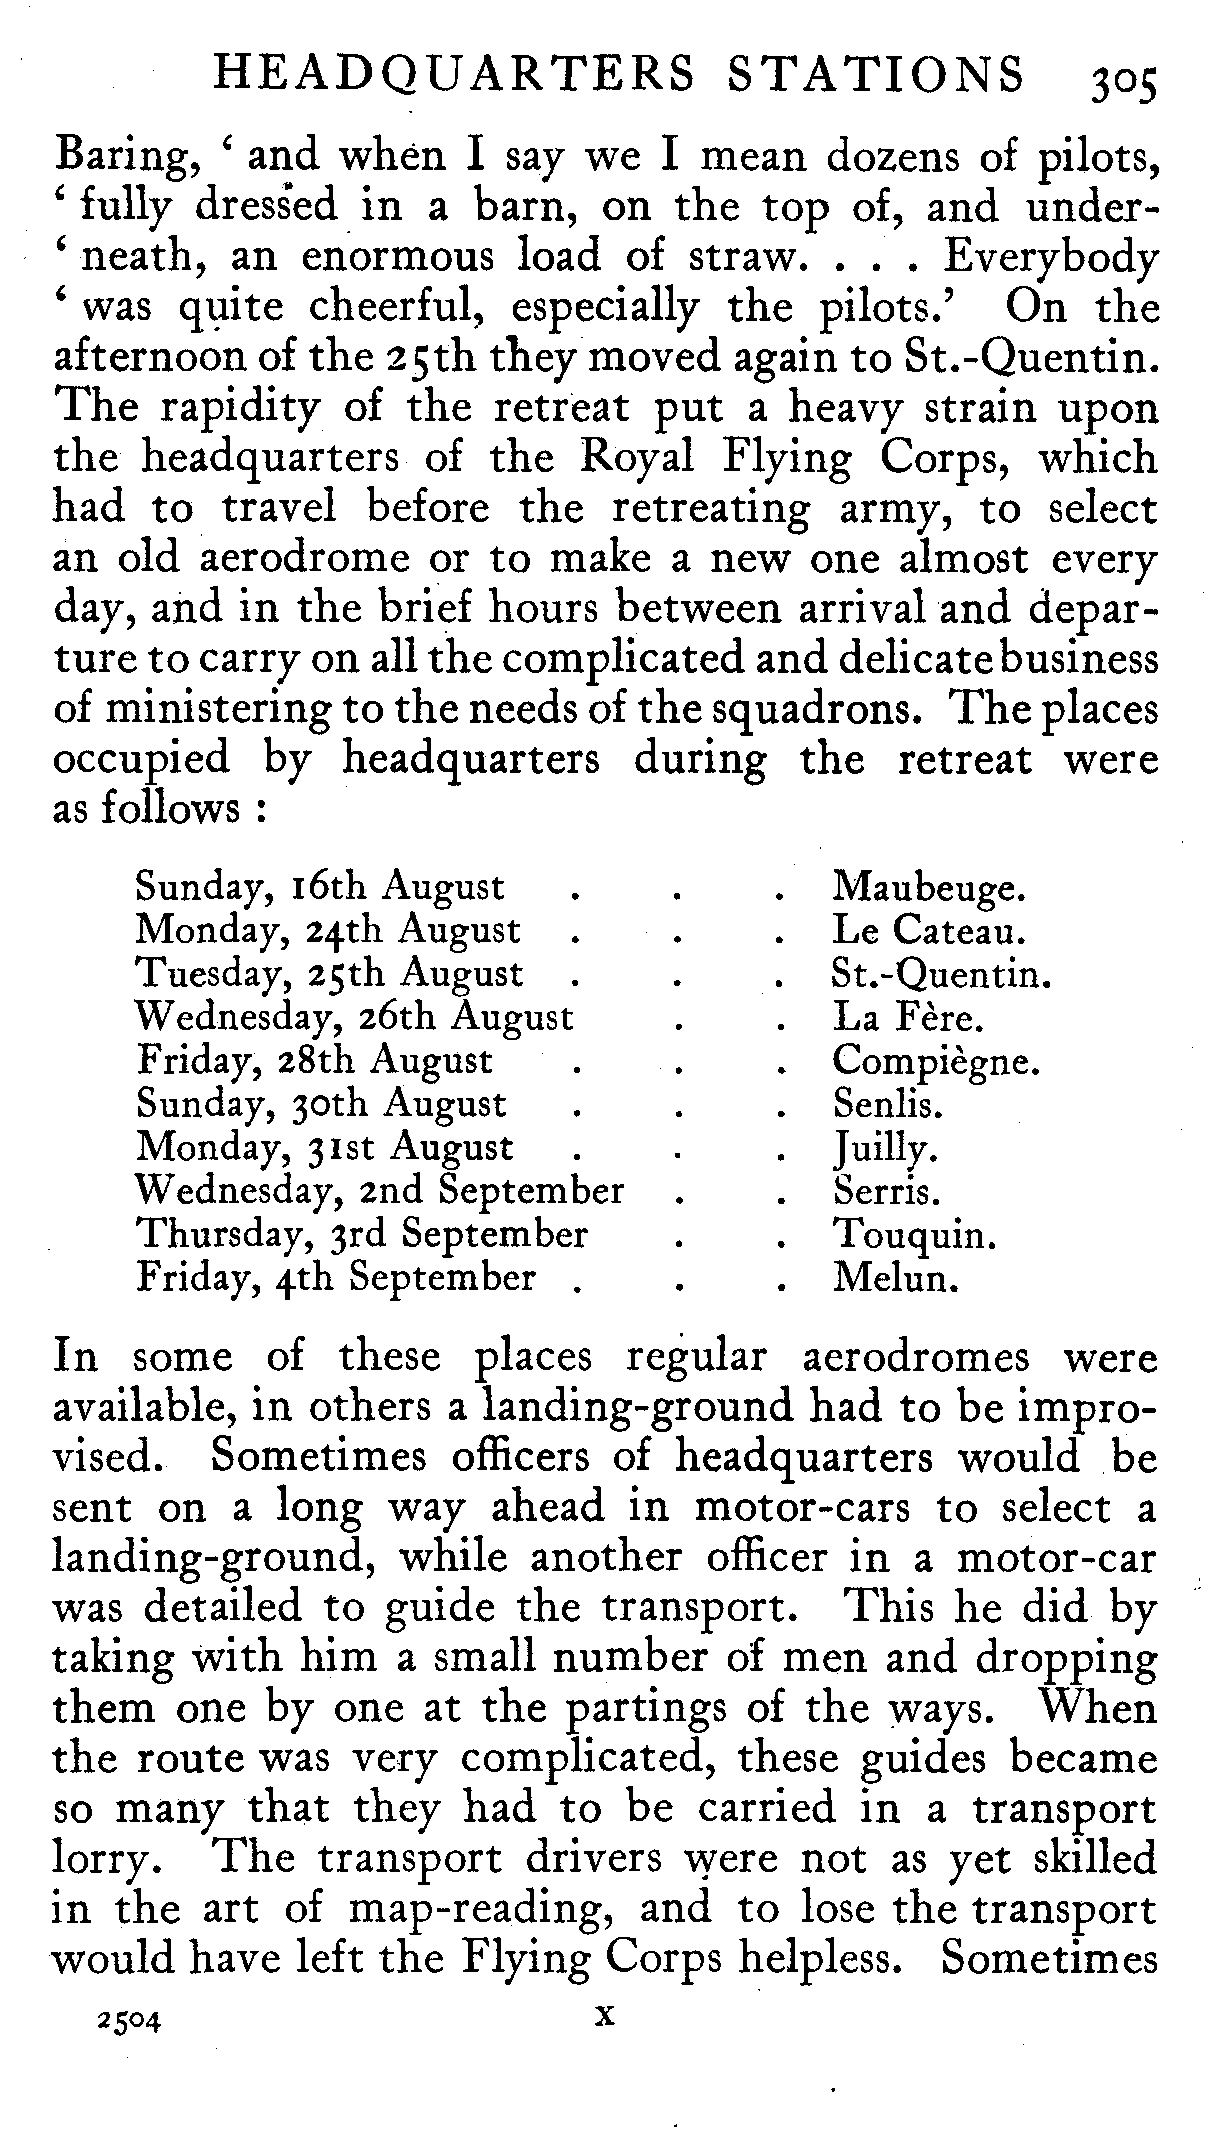 HEADQUARTERS STATIONS 305
Baring, ‘ and when I say we I mean dozens of pilots,
‘ fully dressed in a barn, on the top of, and under-
‘ neath, an enormous load of straw. . . . Everybody
‘ was quite cheerful, especially the pilots.’ On the
afternoon of the 25th they moved again to St.-Quentin.
The rapidity of the retreat put a heavy strain upon
the headquarters of the Royal Flying Corps, which
had to travel before the retreating army, to select
an old aerodrome or to make a new one almost every
day, and in the brief hours between arrival and depar-
ture to carry on all the complicated and delicate business
of ministering to the needs of the squadrons. The places
occupied by headquarters during the retreat were
as follows :
Sunday, 16th August . . . Maubeuge.
Monday, 24th August . . . Le Cateau.
Tuesday, 25th August . . . St.-Quentin.
Wednesday, 26th August . . La Fère.
Friday, 28th August . . . Compiègne.
Sunday, 30th August . . . Senlis.
Monday, 31st August . . . Juilly.
Wednesday, 2nd September . . Serris.
Thursday, 3rd September . . Touquin.
Friday, 4th September . . . Melun.
In some of these places regular aerodromes were
available, in others a landing-ground had to be impro-
vised. Sometimes officers of headquarters would be
sent on a long way ahead in motor-cars to select a
landing-ground, while another officer in a motor-car
was detailed to guide the transport. This he did by
taking with him a small number of men and dropping
them one by one at the partings of the ways. When
the route was very complicated, these guides became
so many that they had to be carried in a transport
lorry. The transport drivers were not as yet skilled
in the art of map-reading, and to lose the transport
would have left the Flying Corps helpless. Sometimes
2504 X